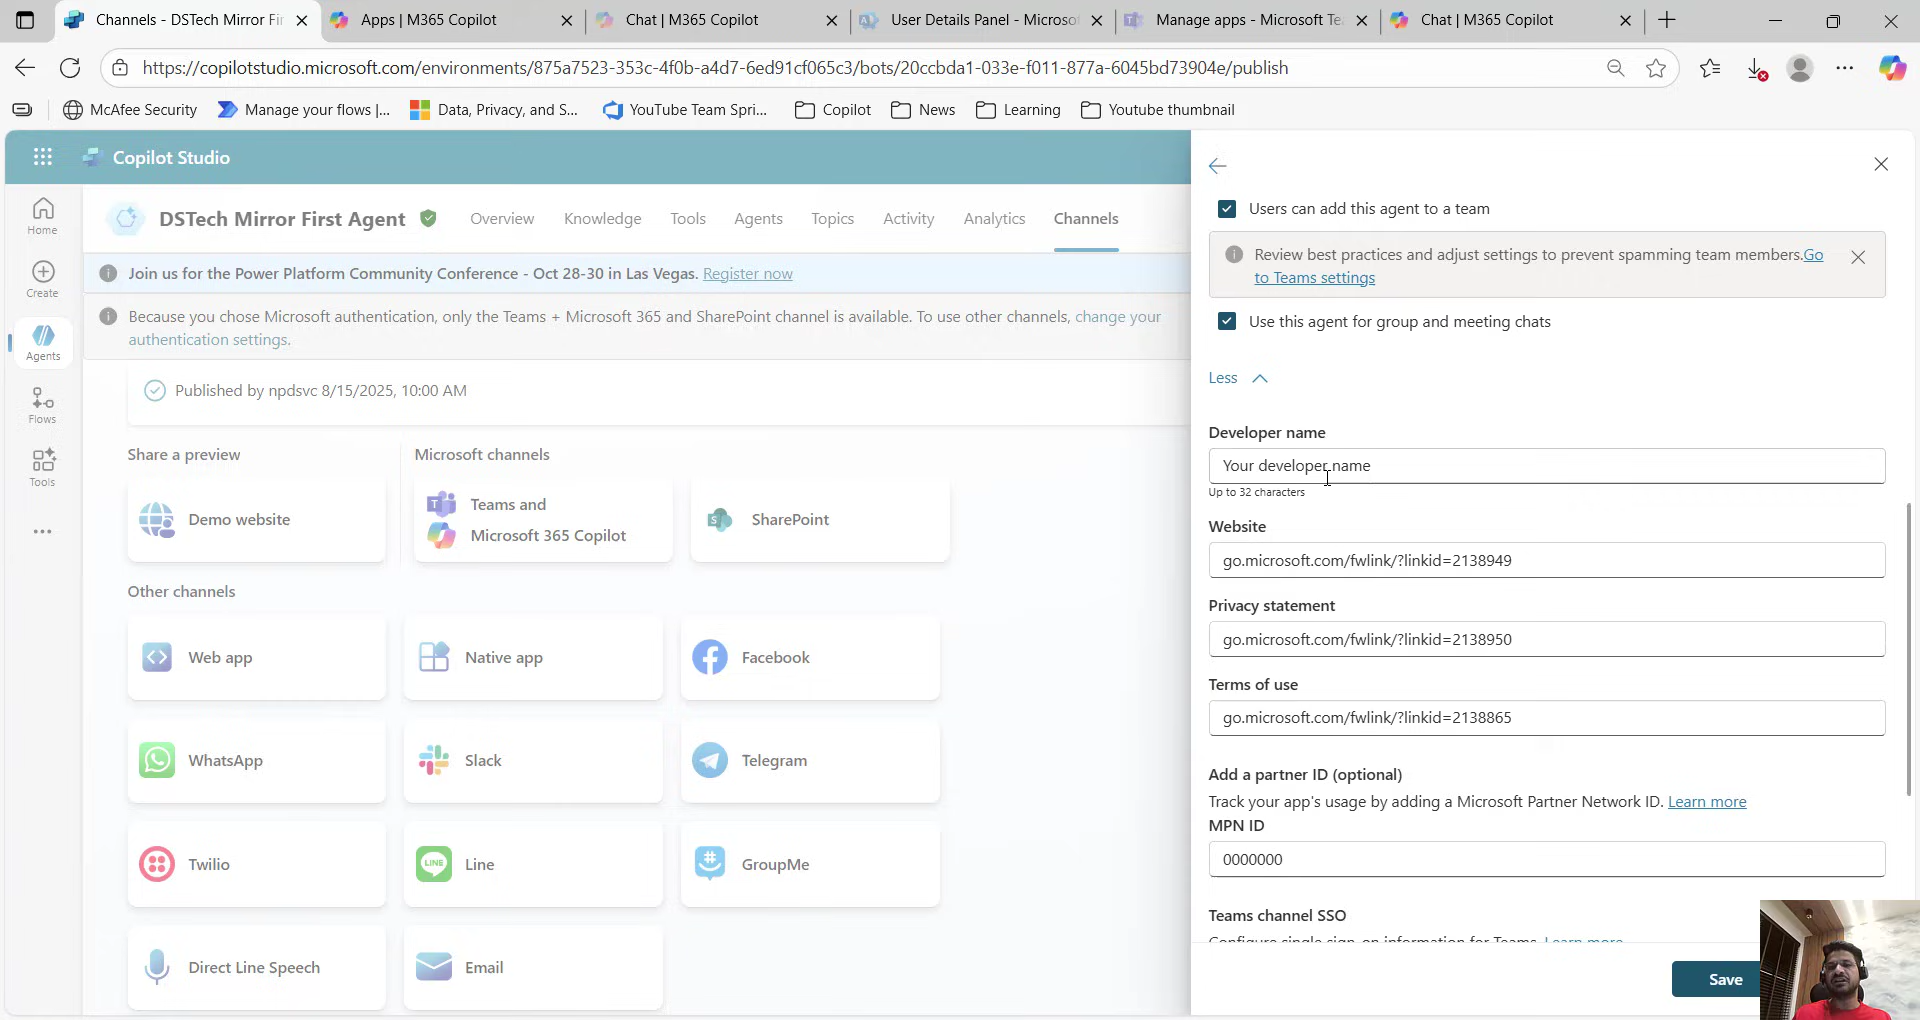 Channels - DSTech Mirror Fi
Apps | M365 Copilot
Chat | M365 Copilot
User Details Panel - Microsof
Manage apps - Microsoft Te
Chat | M365 Copilot
https://copilotstudio.microsoft.com/environments/875a7523-353c-4f0b-a4d7-6ed91cf065c3/bots/20ccbda1-033e-f011-877a-6045bd73904e/publish
McAfee Security
Manage your flows |...
Data, Privacy, and S...
YouTube Team Spri...
Copilot
News
Learning
Youtube thumbnail
Copilot Studio
Home
Create
Agents
Flows
Tools
DSTech Mirror First Agent
Overview
Knowledge
Tools
Agents
Topics
Activity
Analytics
Channels
Join us for the Power Platform Community Conference - Oct 28-30 in Las Vegas. Register now
Because you chose Microsoft authentication, only the Teams + Microsoft 365 and SharePoint channel is available. To use other channels, change your
authentication settings.
Published by npdsvc 8/15/2025, 10:00 AM
Share a preview
Microsoft channels
Demo website
Teams and
Microsoft 365 Copilot
SharePoint
Other channels
Web app
Native app
Facebook
WhatsApp
Slack
Telegram
Twilio
LINE
Line
GroupMe
Direct Line Speech
Email
Users can add this agent to a team
Review best practices and adjust settings to prevent spamming team members.Go
to Teams settings
Use this agent for group and meeting chats
Less
Developer name
Your developer name
Up to 32 characters
Website
go.microsoft.com/fwlink/?linkid=2138949
Privacy statement
go.microsoft.com/fwlink/?linkid=2138950
Terms of use
go.microsoft.com/fwlink/?linkid=2138865
Add a partner ID (optional)
Track your app's usage by adding a Microsoft Partner Network ID. Learn more
MPN ID
0000000
Teams channel SSO
Configure single sign-on information for Teams. Learn more
Save